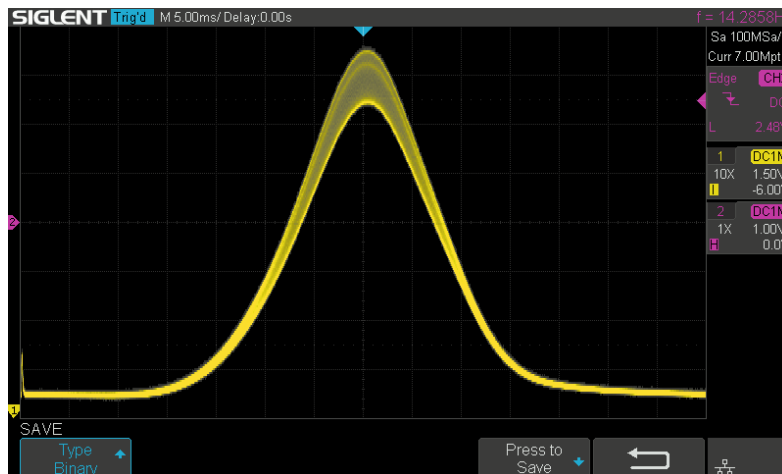 SIGLENT Trig'd M 5.00ms/ Delay:0.00s f = 14.2858H
Sa 100MSa/
Curr 7.00Mpt
Edge CH
DC
L 2.48
1 DC1M
10X 1.50V
-6.00
2 DC1M
1X 1.00V
H 0.0
2
1
SAVE
Type
Binary
Press to
Save